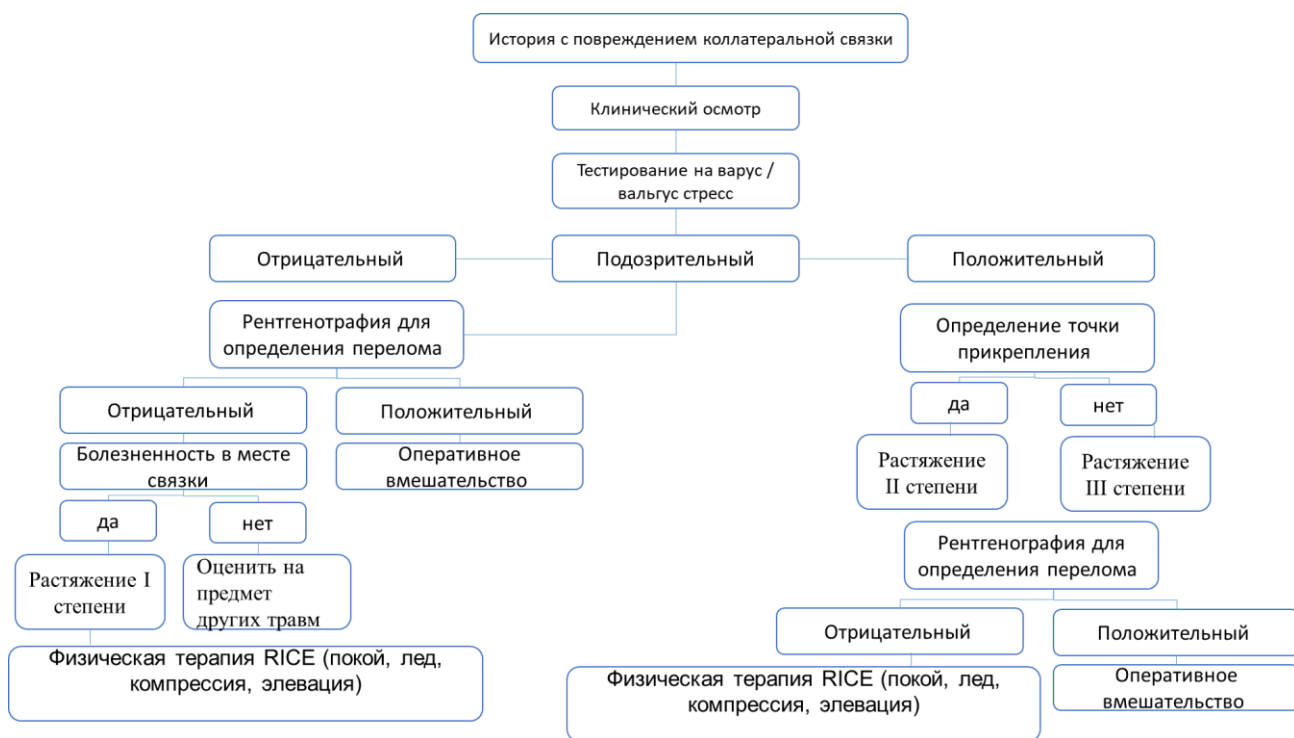 История с повреждением коллатеральной связки
Клинический осмотр
Тестирование на варус /
вальгус стресс
Отрицательный
Подозрительный
Положительный
Рентгенотрафия для
определения перелома
Отрицательный
Положительный
Болезненность в месте
связки
Оперативное
вмешательство
да
нет
Растяжение I
степени
Оценить на
предмет
других травм
Физическая терапия RICE (покой, лед,
компрессия, элевация)
Определение точки
прикрепления
да
нет
Растяжение
II степени
Растяжение
III степени
Рентгенография для
определения перелома
Отрицательный
Положительный
Физическая терапия RICE (покой, лед,
компрессия, элевация)
Оперативное
вмешательство